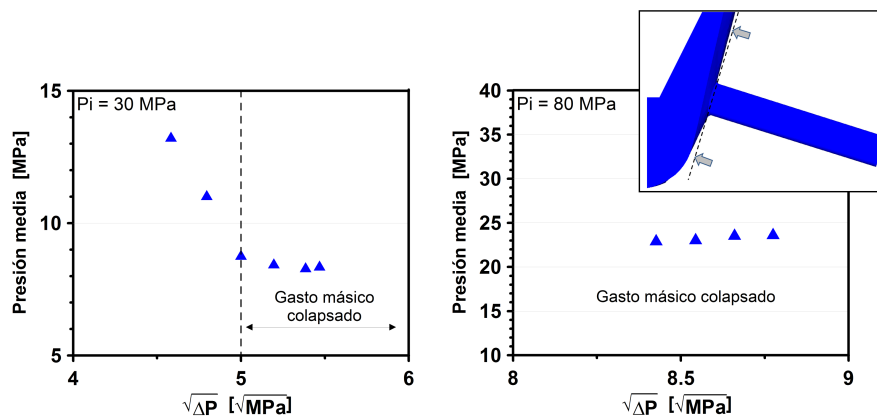 Pi = 30 MPa
Presión media [MPa]
15
10
5
Gasto másico
colapsado
4
5
6
√ΔP [√MPa]
Pi = 80 MPa
Presión media [MPa]
40
35
30
25
20
15
10
Gasto másico colapsado
8
8.5
9
√ΔP [√MPa]